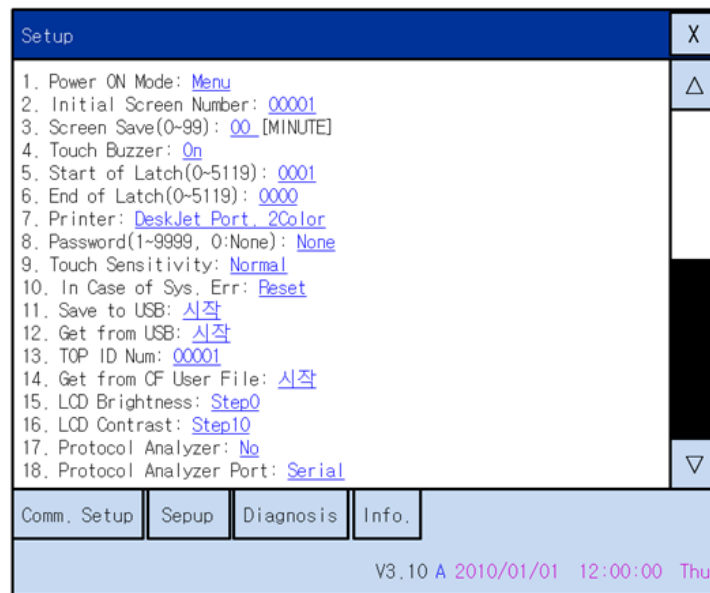 Setup
X
△
1. Power ON Mode: Menu
2. Initial Screen Number: 00001
3. Screen Save(0~99): 00 [MINUTE]
4. Touch Buzzer: On
5. Start of Latch(0~5119): 0001
6. End of Latch(0~5119): 0000
7. Printer: DeskJet Port. 2Color
8. Password(1~9999, 0:None): None
9. Touch Sensitivity: Normal
10. In Case of Sys. Err: Reset
11. Save to USB: 시작
12. Get from USB: 시작
13. TOP ID Num: 00001
14. Get from CF User File: 시작
15. LCD Brightness: Step0
16. LCD Contrast: Step10
17. Protocol Analyzer: No
18. Protocol Analyzer Port: Serial
▽
Comm. Setup Sepup Diagnosis Info.
V3.10 A 2010/01/01 12:00:00 Thu